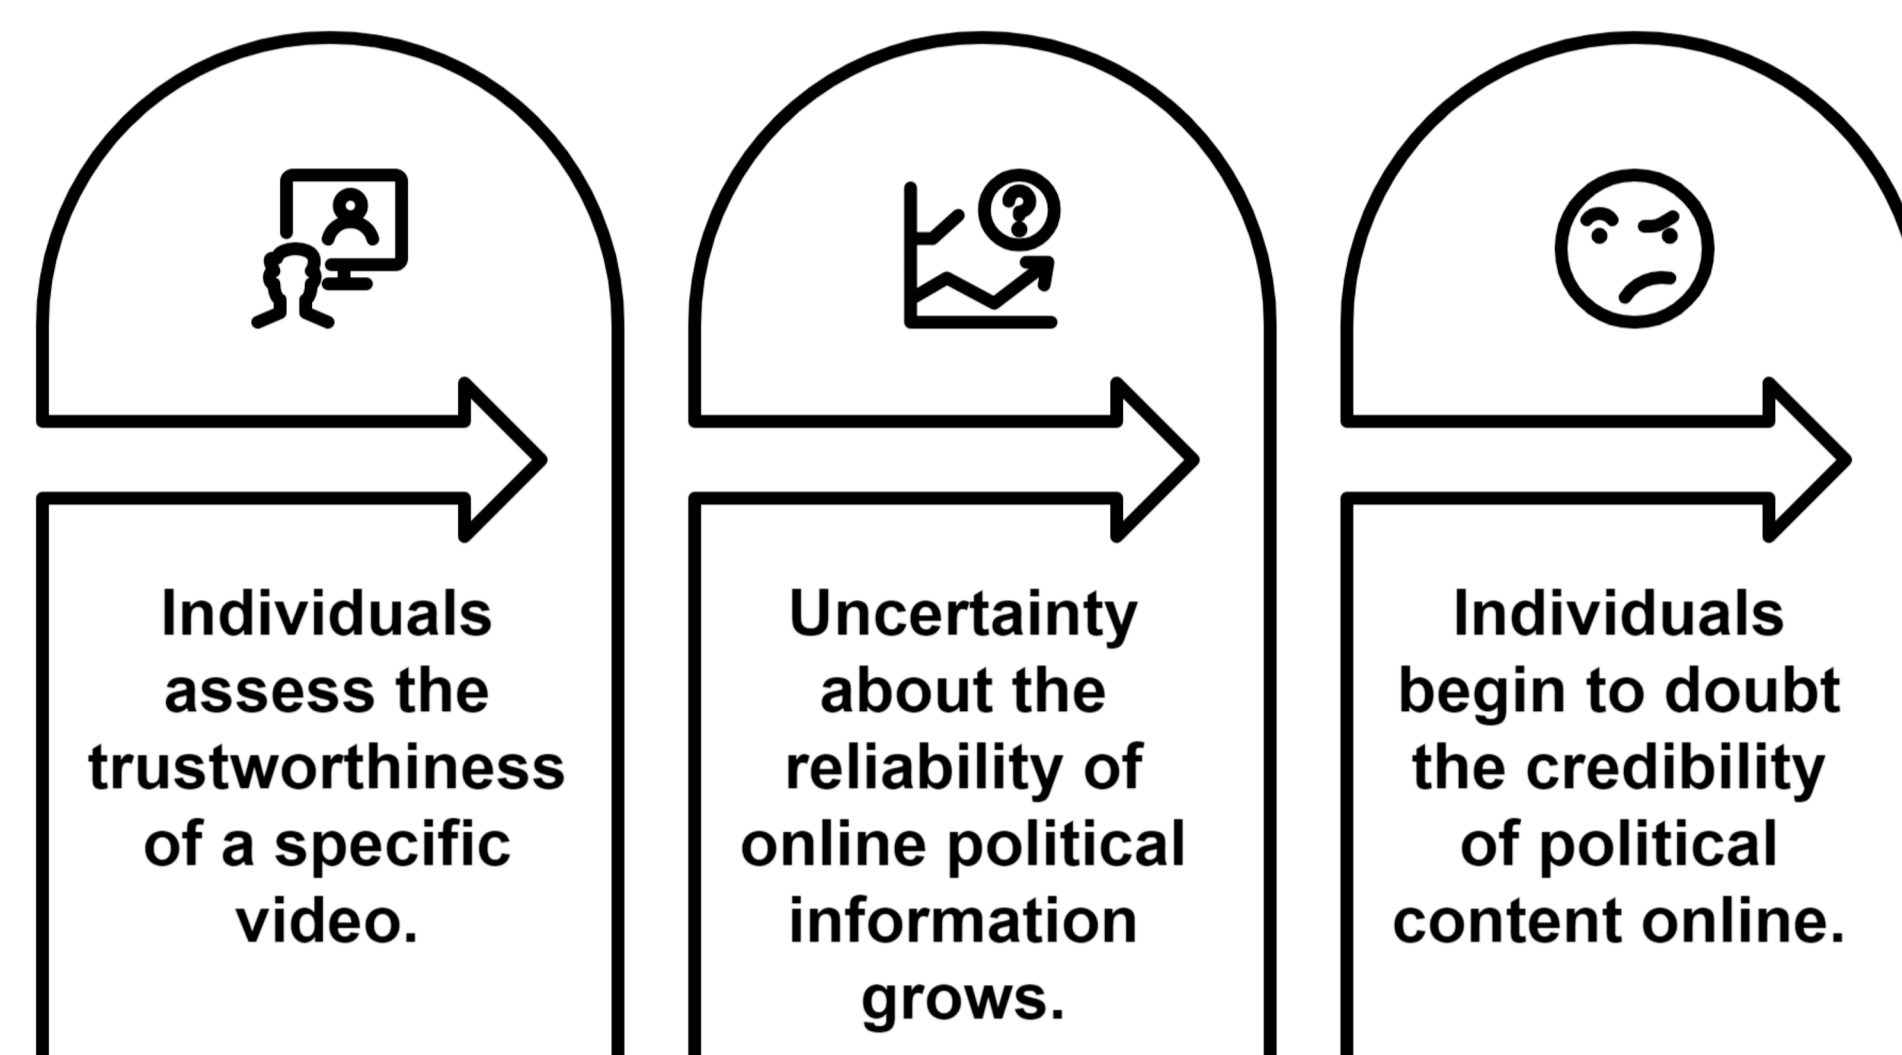 Individuals
assess the
trustworthiness
of a specific
video.
Uncertainty
about the
reliability of
online political
information
grows.
Individuals
begin to doubt
the credibility
of political
content online.
?